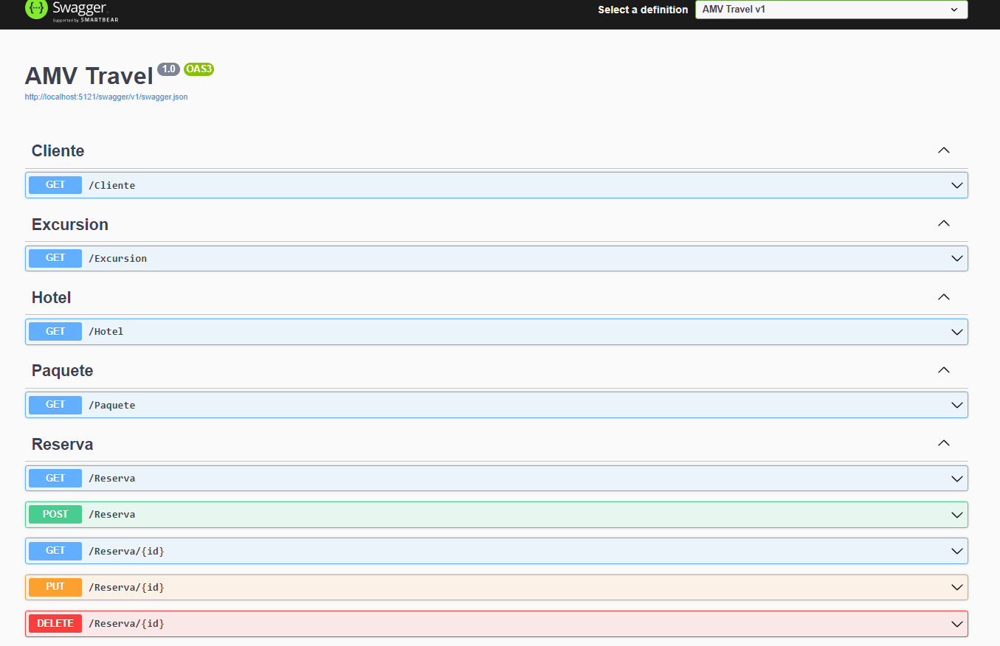 Swagger
Supported by SMARTBEAR
Select a definition
AMV Travel v1
AMV Travel 1.0 OAS3
http://localhost:5121/swagger/v1/swagger.json
Cliente
GET /Cliente
Excursion
GET /Excursion
Hotel
GET /Hotel
Paquete
GET /Paquete
Reserva
GET /Reserva
POST /Reserva
GET /Reserva/{id}
PUT /Reserva/{id}
DELETE /Reserva/{id}